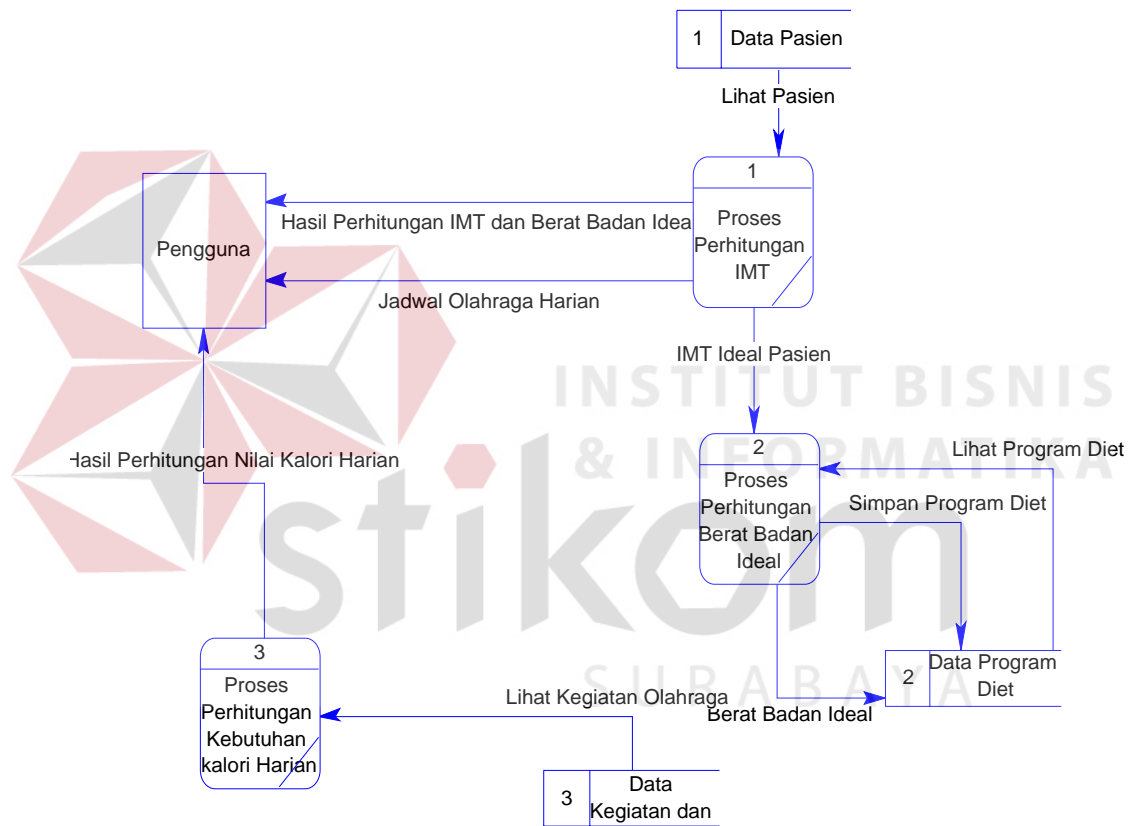 1
Data Pasien
Lihat Pasien
1
Proses
Perhitungan
IMT
Pengguna
Hasil Perhitungan IMT dan Berat Badan Idea
Jadwal Olahraga Harian
IMT Ideal Pasien
INSTITUT BISNIS
& INFORMATIKA
stikom
SURABAYA
2
Proses
Perhitungan
Berat Badan
Ideal
Lihat Program Diet
Simpan Program Diet
Hasil Perhitungan Nilai Kalori Harian
3
Proses
Perhitungan
Kebutuhan
kalori Harian
Lihat Kegiatan Olahraga
Berat Badan Ideal
2
Data Program
Diet
3
Data
Kegiatan dan